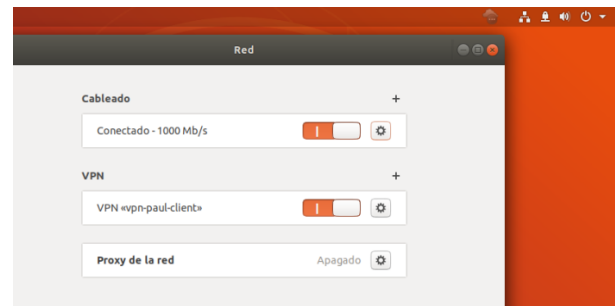 Red
Cableado
Conectado - 1000 Mb/s
VPN
VPN «vpn-paul-client»
Proxy de la red Apagado